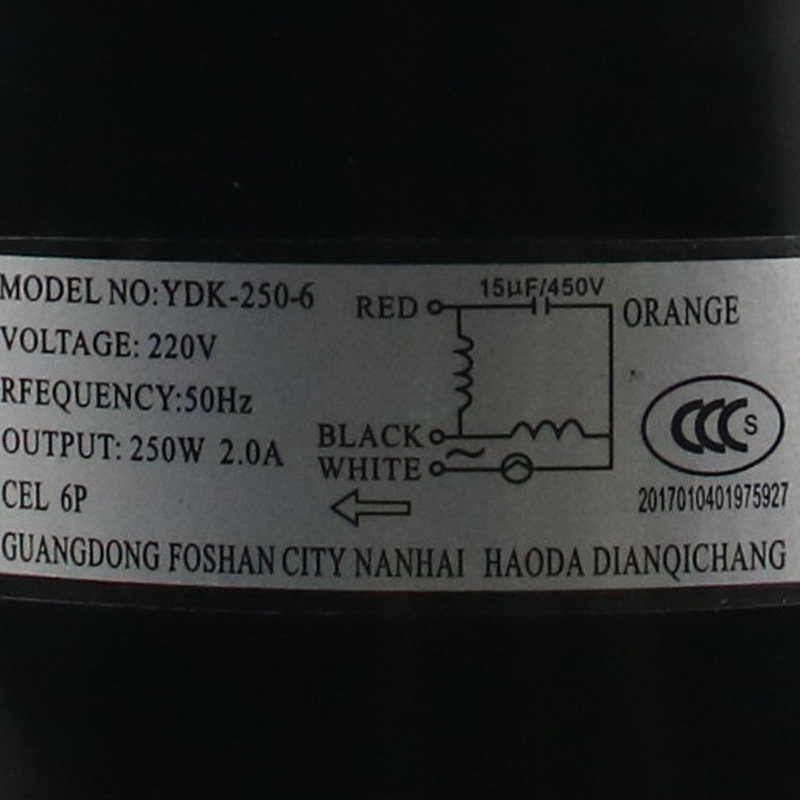 MODEL NO:YDK-250-6
VOLTAGE: 220V
RFEQUENCY:50Hz
OUTPUT: 250W 2.0A
CEL 6P
RED
15μF/450V
ORANGE
BLACK
WHITE
CCC S
2017010401975927
GUANGDONG FOSHAN CITY NANHAI HAODA DIANQICHANG